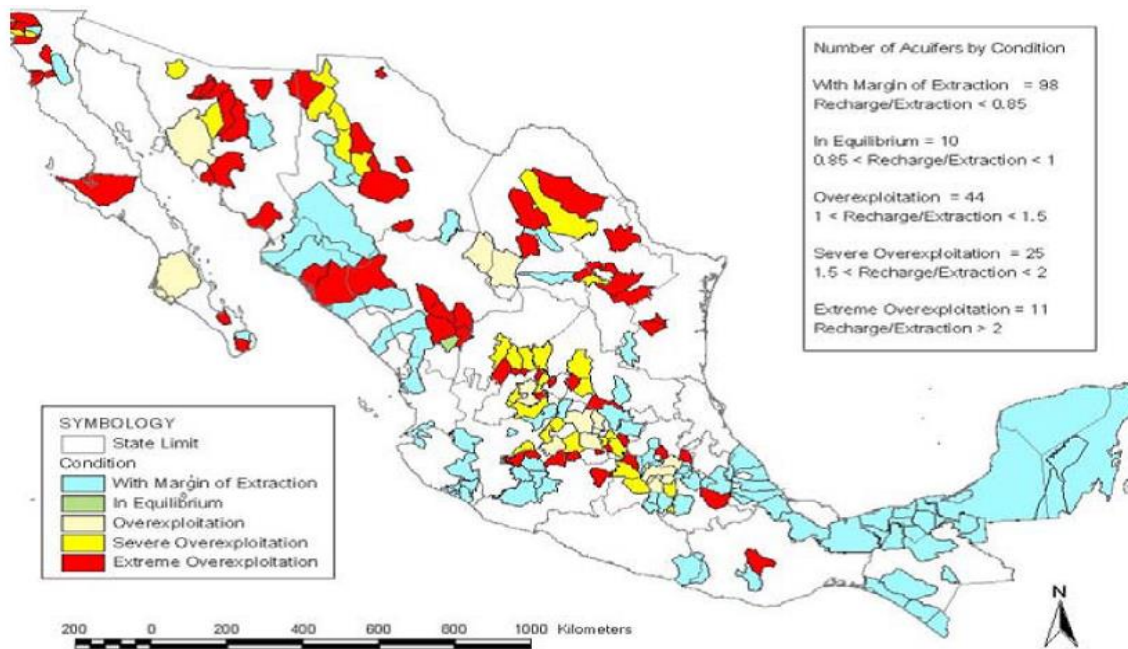 Number of Acuifers by Condition
With Margin of Extraction = 98
Recharge/Extraction < 0.85
In Equilibrium = 10
0.85 < Recharge/Extraction < 1
Overexploitation = 44
1 < Recharge/Extraction < 1.5
Severe Overexploitation = 25
1.5 < Recharge/Extraction < 2
Extreme Overexploitation = 11
Recharge/Extraction > 2
SYMBOLOGY
State Limit
Condition
With Margin of Extraction
In Equilibrium
Overexploitation
Severe Overexploitation
Extreme Overexploitation
N
200 0 200 400 600 800 1000 Kilometers